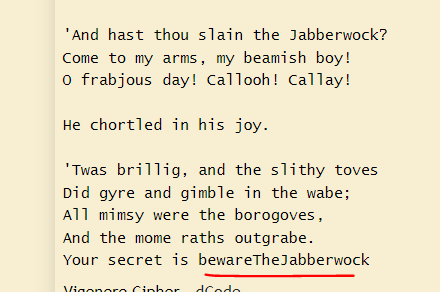 'And hast thou slain the Jabberwock?
Come to my arms, my beamish boy!
O frabjous day! Callooh! Callay!
He chortled in his joy.
'Twas brillig, and the slithy toves
Did gyre and gimble in the wabe;
All mimsy were the borogoves,
And the mome raths outgrabe.
Your secret is bewareTheJabberwock
Vigenere Cipher - dCode